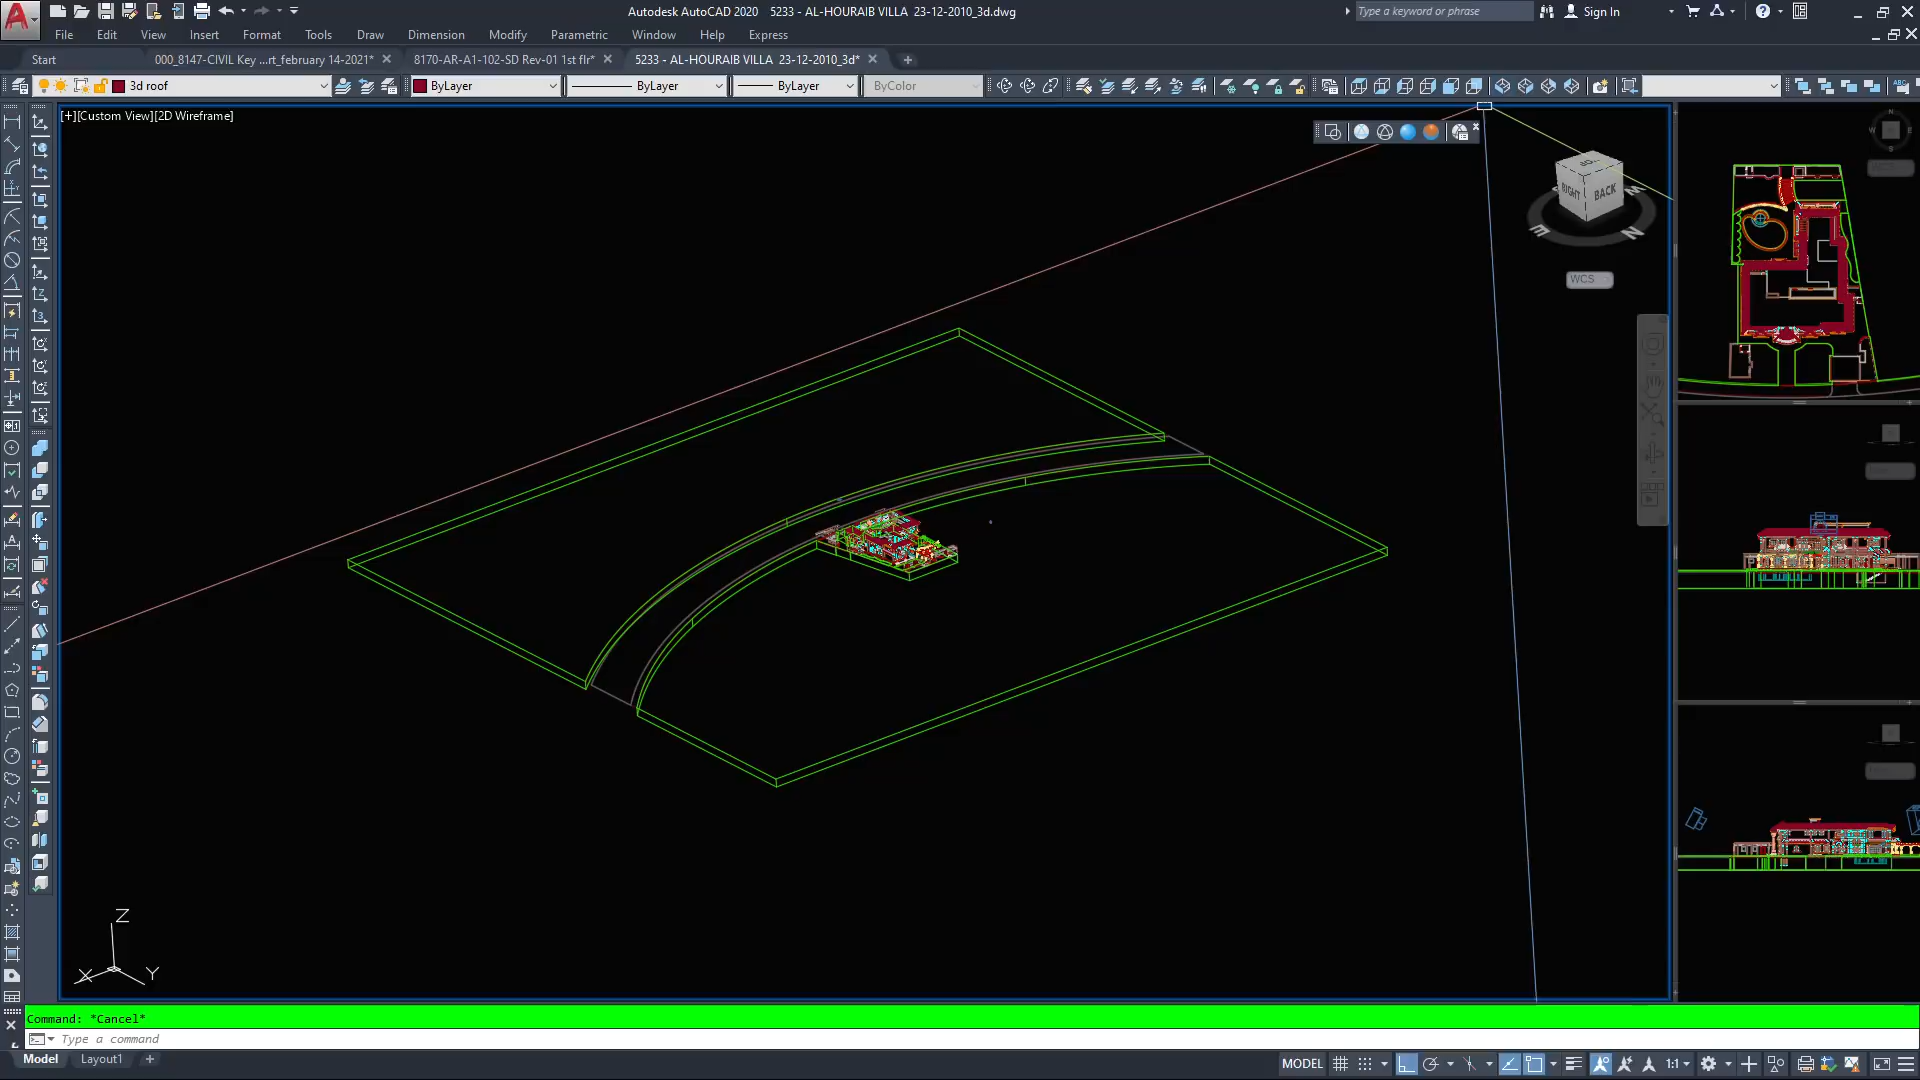 Autodesk AutoCAD 2020   5233 - AL-HOURAIB VILLA  23-12-2010_3d.dwg
Type a keyword or phrase
Sign In
File Edit View Insert Format Tools Draw Dimension Modify Parametric Window Help Express
Start
000_8147-CIVIL Key ...rt_february 14-2021*
8170-AR-A1-102-SD Rev-01 1st flr*
5233 - AL-HOURAIB VILLA  23-12-2010_3d*
3d roof
ByLayer
ByLayer
ByLayer
ByColor
[+][Custom View][2D Wireframe]
RIGHT
BACK
E
N
WCS
Z
X
Y
Command: *Cancel*
Type a command
Model
Layout1
MODEL
1:1